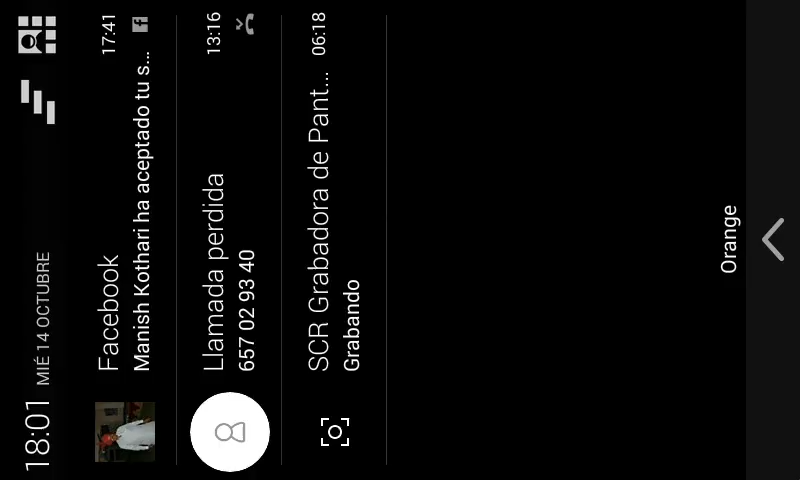 18:01 MIÉ 14 OCTUBRE
Facebook 17:41
Manish Kothari ha aceptado tu s...
Llamada perdida 13:16
657 02 93 40
SCR Grabadora de Pant... 06:18
Grabando
Orange